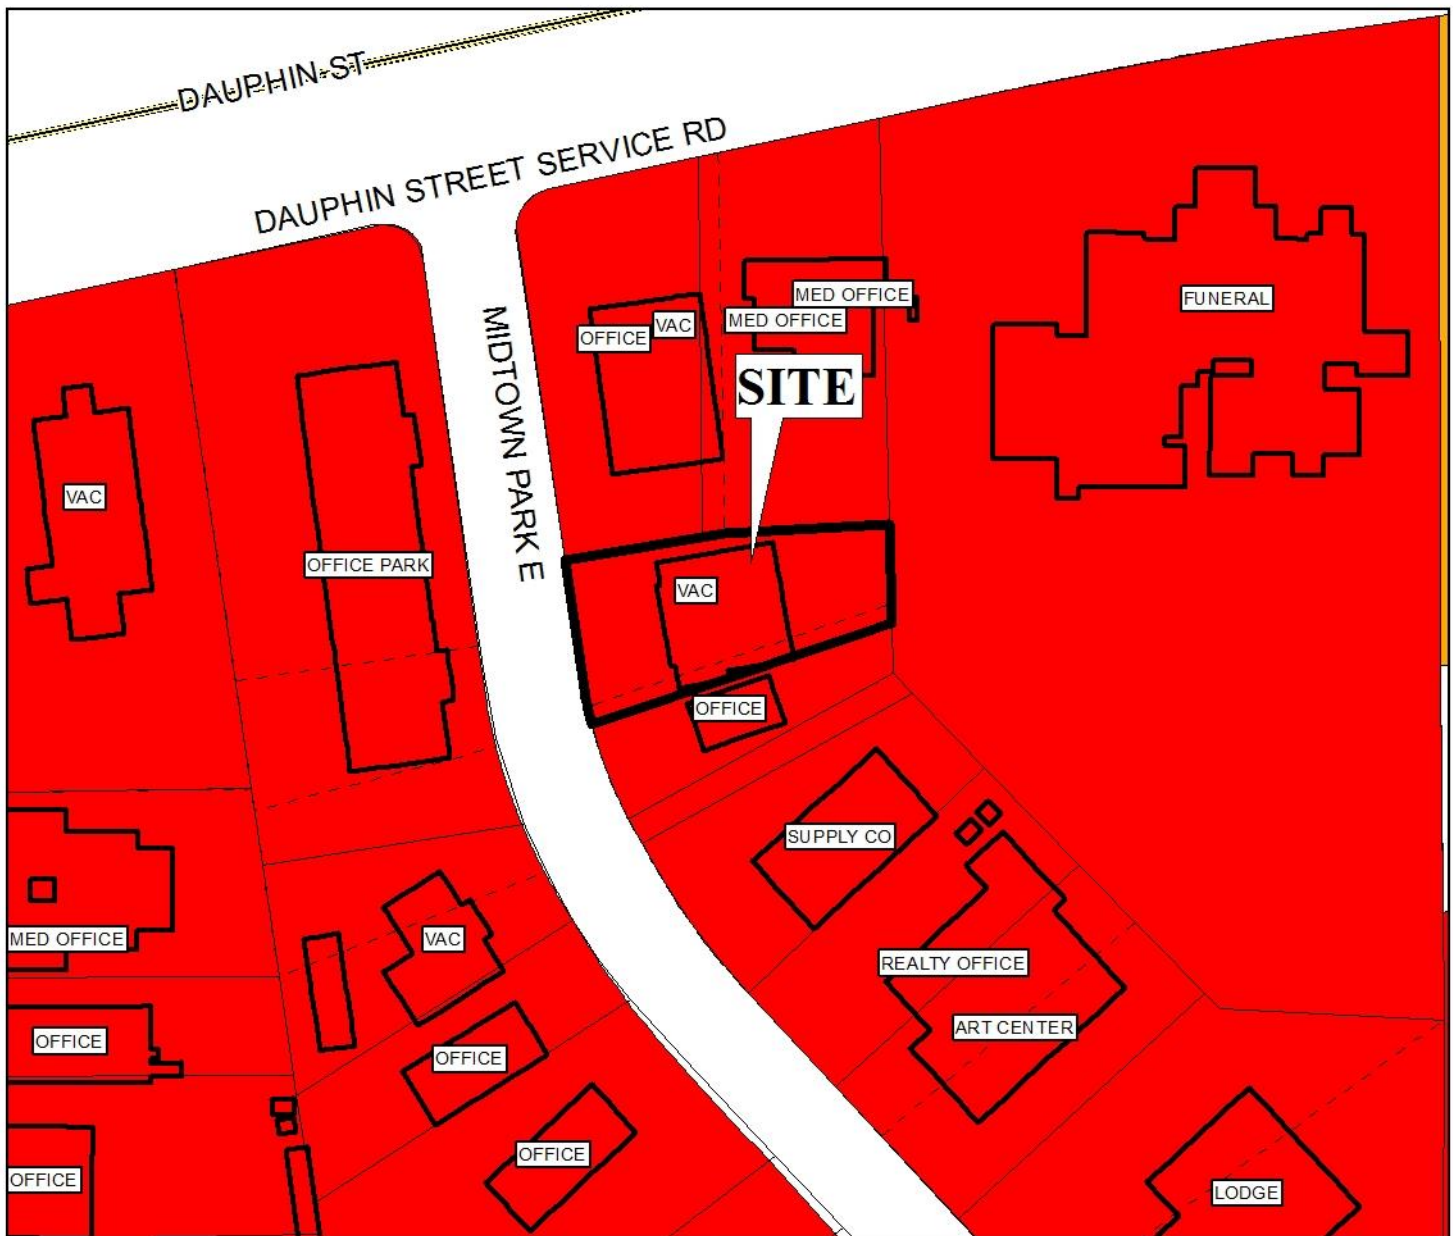 DAUPHIN ST
DAUPHIN STREET SERVICE RD
MED OFFICE
FUNERAL
MED OFFICE
VAC
OFFICE
SITE
MIDTOWN PARK E
VAC
OFFICE PARK
VAC
OFFICE
SUPPLY CO
MED OFFICE
VAC
REALTY OFFICE
ART CENTER
OFFICE
OFFICE
OFFICE
OFFICE
LODGE